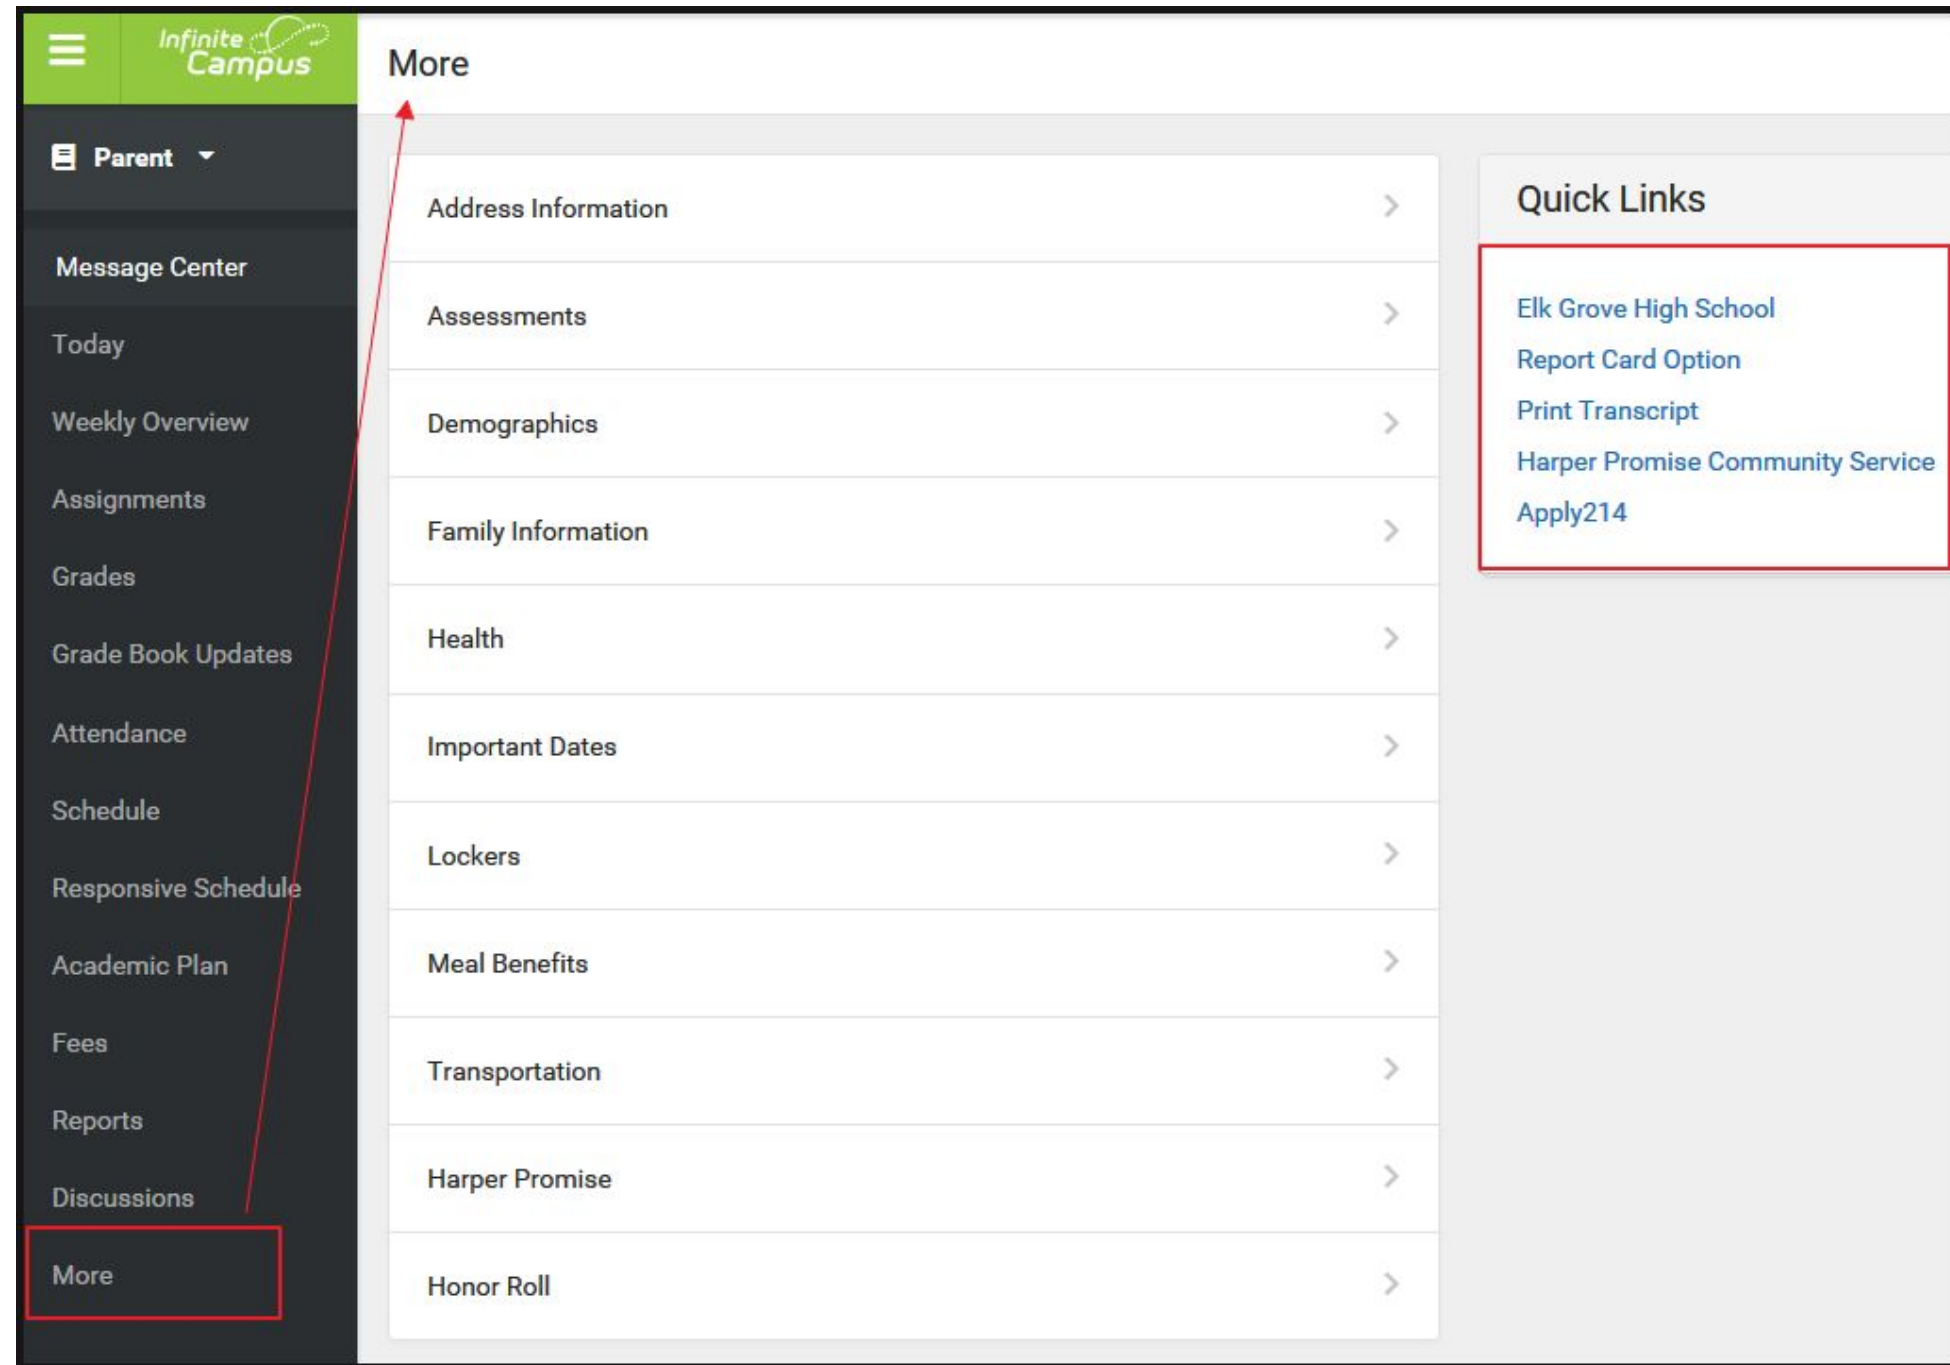 Infinite
Campus
More
Parent
Message Center
Today
Weekly Overview
Assignments
Grades
Grade Book Updates
Attendance
Schedule
Responsive Schedule
Academic Plan
Fees
Reports
Discussions
More
Address Information
Assessments
Demographics
Family Information
Health
Important Dates
Lockers
Meal Benefits
Transportation
Harper Promise
Honor Roll
Quick Links
Elk Grove High School
Report Card Option
Print Transcript
Harper Promise Community Service
Apply214